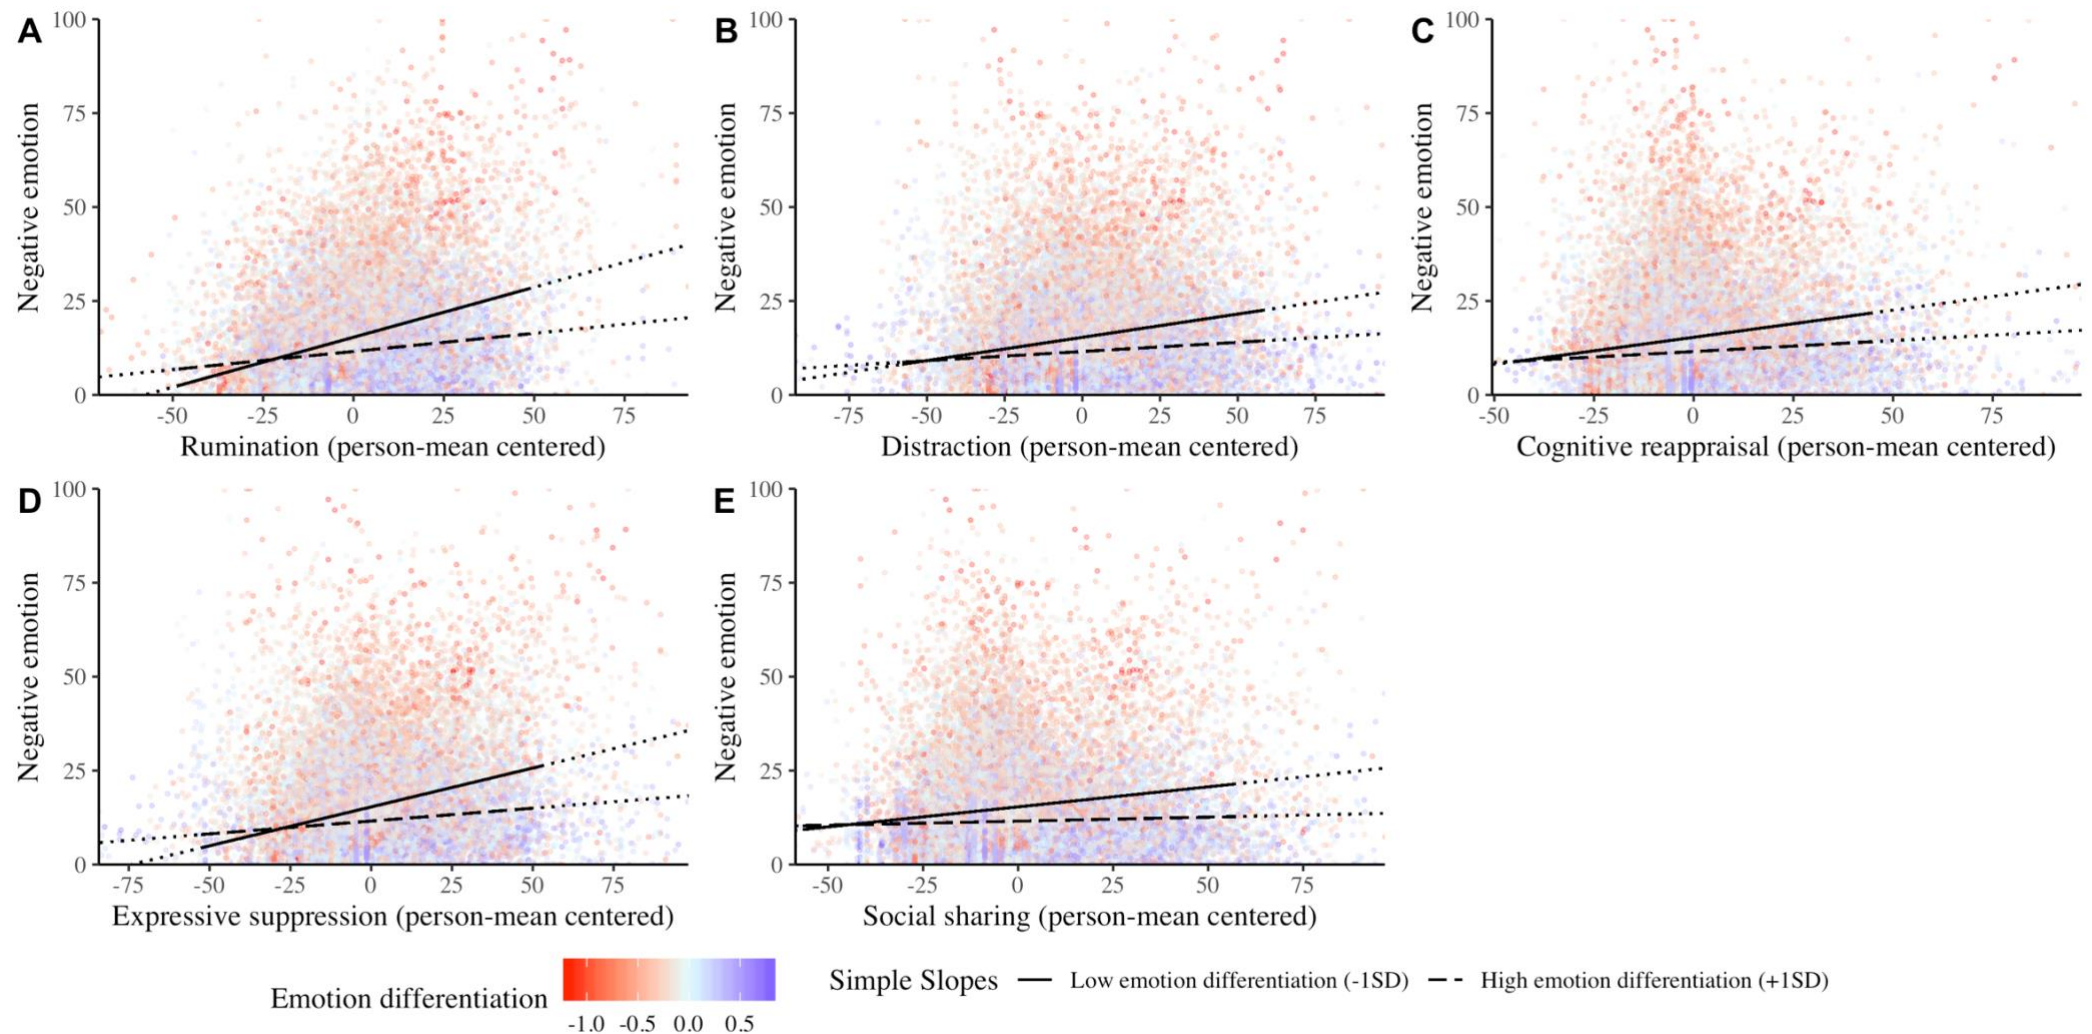 A
B
C
100
75
50
25
0
Negative emotion
-50
-25
0
25
50
75
Rumination (person-mean centered)
100
75
50
25
0
Negative emotion
-75
-50
-25
0
25
50
75
Distraction (person-mean centered)
100
75
50
25
0
Negative emotion
-50
-25
0
25
50
75
Cognitive reappraisal (person-mean centered)
D
E
100
75
50
25
0
Negative emotion
-75
-50
-25
0
25
50
75
Expressive suppression (person-mean centered)
100
75
50
25
0
Negative emotion
-50
-25
0
25
50
75
Social sharing (person-mean centered)
Emotion differentiation
-1.0 -0.5 0.0 0.5
Simple Slopes
Low emotion differentiation (-1SD)
High emotion differentiation (+1SD)